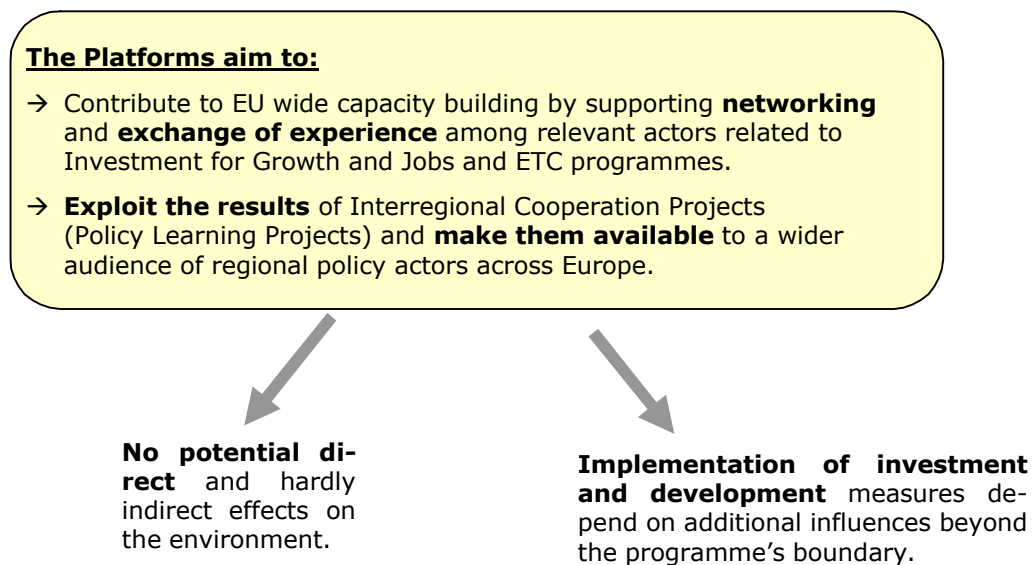 The Platforms aim to:
→ Contribute to EU wide capacity building by supporting networking
and exchange of experience among relevant actors related to
Investment for Growth and Jobs and ETC programmes.
→ Exploit the results of Interregional Cooperation Projects
(Policy Learning Projects) and make them available to a wider
audience of regional policy actors across Europe.
No potential di-
rect and hardly
indirect effects on
the environment.
Implementation of investment
and development measures de-
pend on additional influences beyond
the programme's boundary.